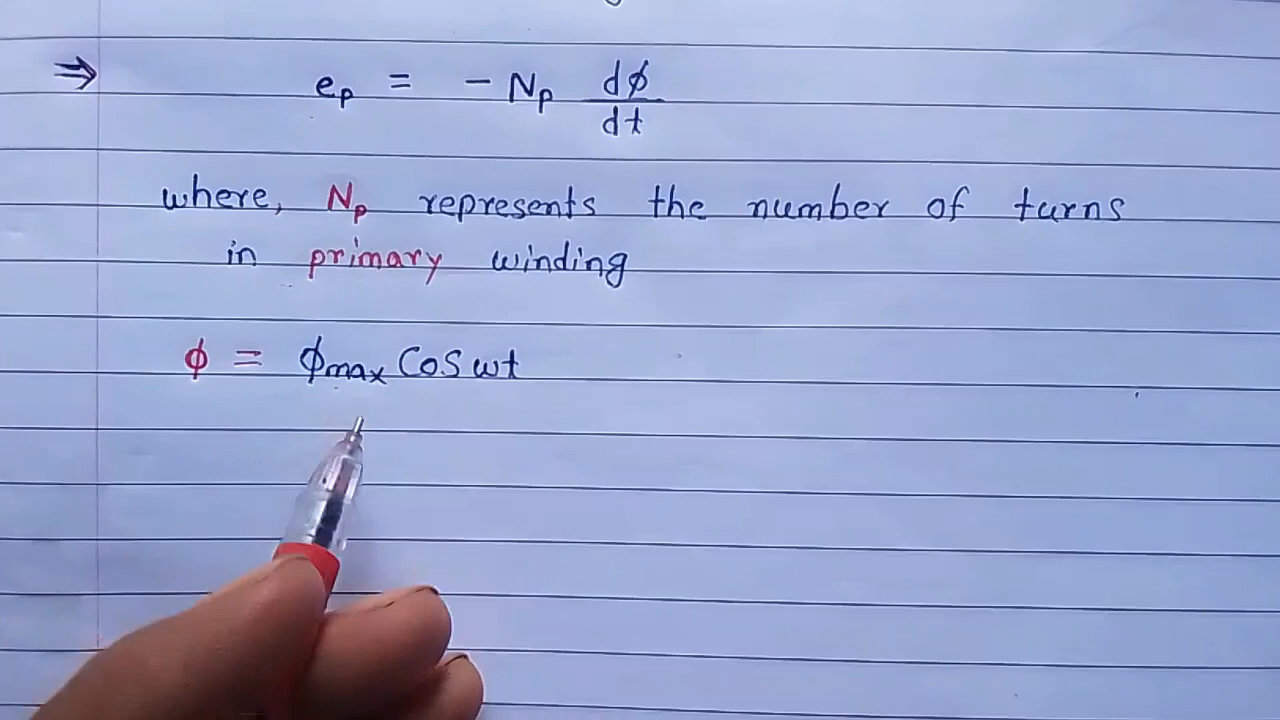 ⇒ eₚ = - Nₚ dϕ/dt
where, Nₚ represents the number of turns
in primary winding
ϕ = ϕmax Cos ωt